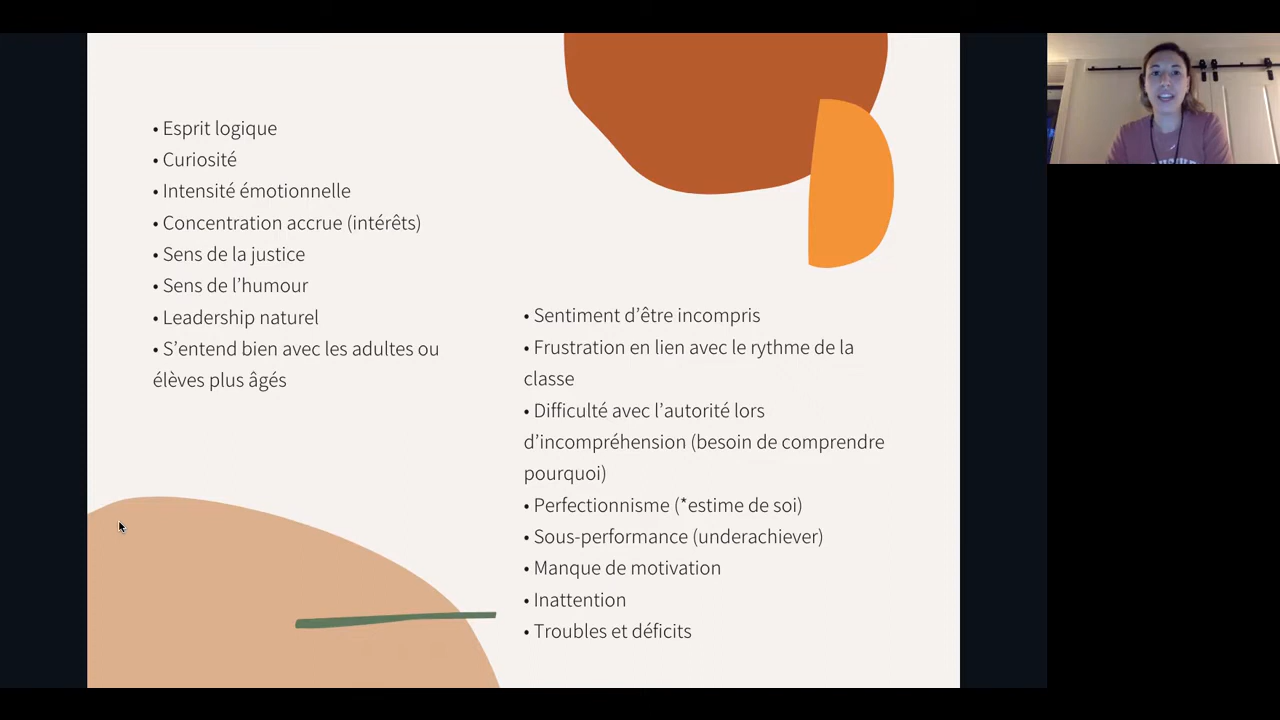 • Esprit logique
• Curiosité
• Intensité émotionnelle
• Concentration accrue (intérêts)
• Sens de la justice
• Sens de l’humour
• Leadership naturel
• S’entend bien avec les adultes ou
élèves plus âgés
• Sentiment d’être incompris
• Frustration en lien avec le rythme de la
classe
• Difficulté avec l’autorité lors
d’incompréhension (besoin de comprendre
pourquoi)
• Perfectionnisme (*estime de soi)
• Sous-performance (underachiever)
• Manque de motivation
• Inattention
• Troubles et déficits